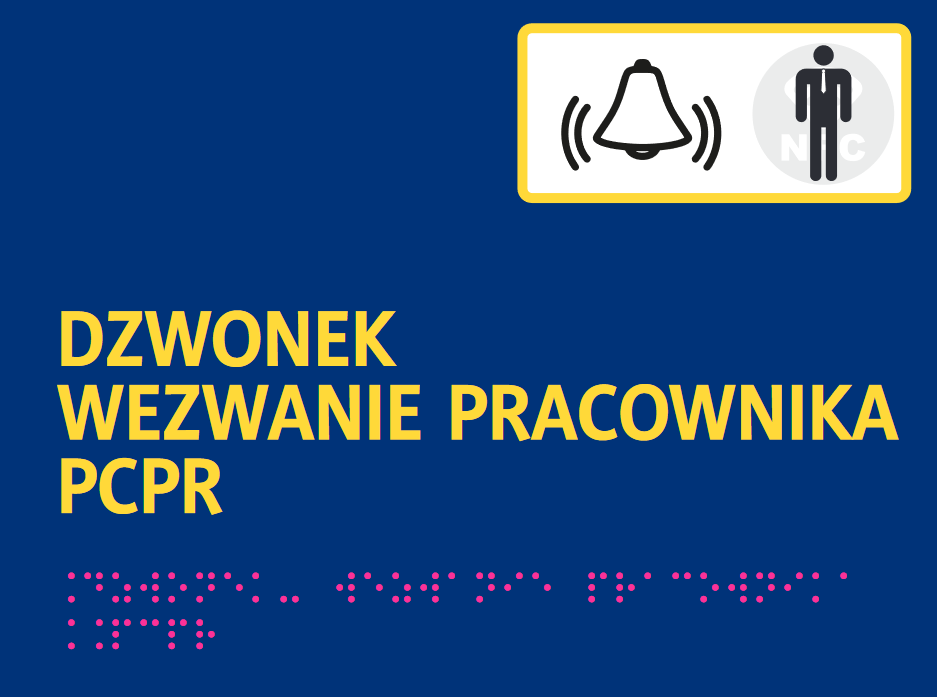 DZWONEK
WEZWANIE PRACOWNIKA
PCPR
⠨⠙⠵⠺⠕⠝⠑⠅⠤ ⠺⠑⠵⠺⠁⠝⠊⠑ ⠏⠗⠁⠉⠕⠺⠝⠊⠅⠁
⠨⠨⠏⠉⠏⠗